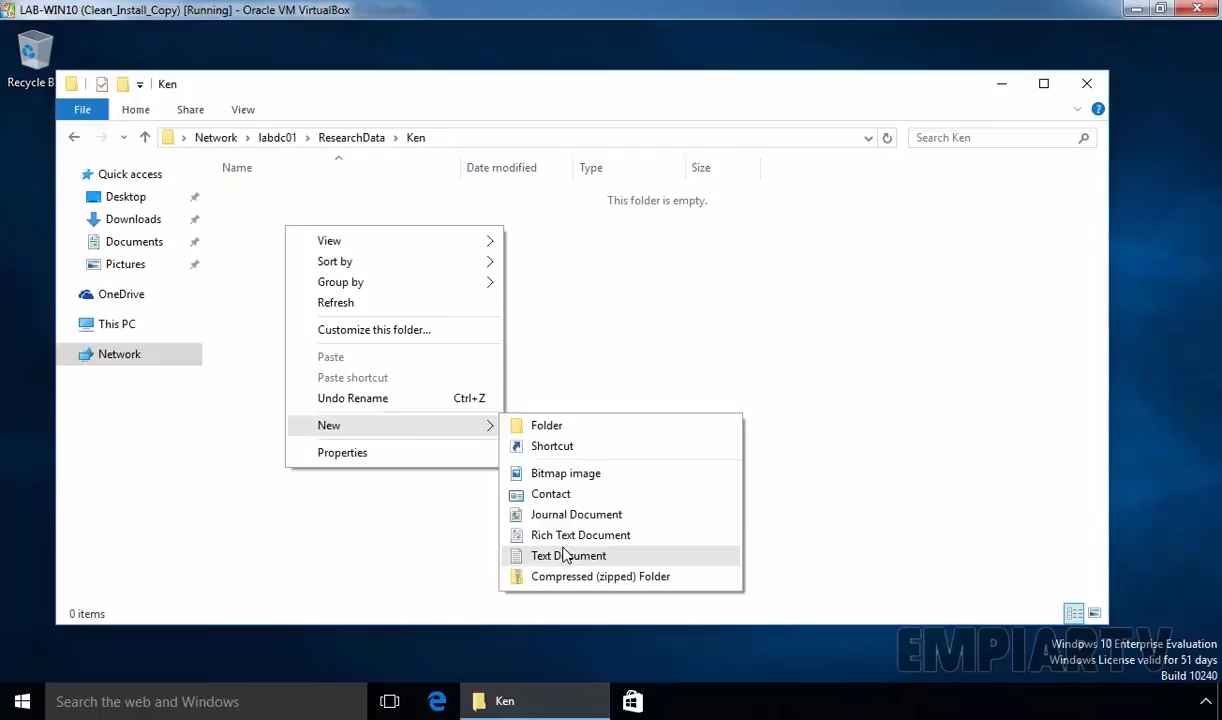 LAB-WIN10 (Clean_Install_Copy) [Running] - Oracle VM VirtualBox
Recycle B
Ken
File Home Share View
Network labdc01 ResearchData Ken
Search Ken
Name Date modified Type Size
This folder is empty.
Quick access
Desktop
Downloads
Documents
Pictures
OneDrive
This PC
Network
View
Sort by
Group by
Refresh
Customize this folder...
Paste
Paste shortcut
Undo Rename Ctrl+Z
New
Properties
Folder
Shortcut
Bitmap image
Contact
Journal Document
Rich Text Document
Text Document
Compressed (zipped) Folder
0 items
EMPIARTV
Windows 10 Enterprise Evaluation
Windows License valid for 51 days
Build 10240
Search the web and Windows
Ken